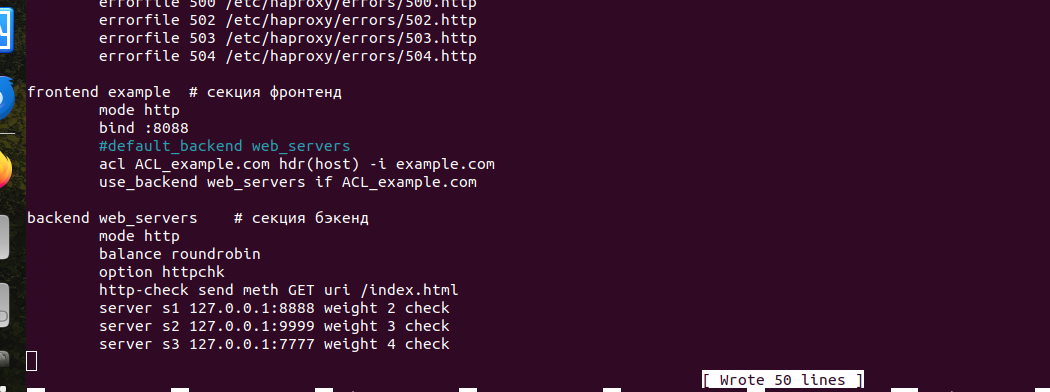 errorfile 500 /etc/haproxy/errors/500.http
errorfile 502 /etc/haproxy/errors/502.http
errorfile 503 /etc/haproxy/errors/503.http
errorfile 504 /etc/haproxy/errors/504.http
frontend example  # секция фронтенд
mode http
bind :8088
#default_backend web_servers
acl ACL_example.com hdr(host) -i example.com
use_backend web_servers if ACL_example.com
backend web_servers    # секция бэкенд
mode http
balance roundrobin
option httpchk
http-check send meth GET uri /index.html
server s1 127.0.0.1:8888 weight 2 check
server s2 127.0.0.1:9999 weight 3 check
server s3 127.0.0.1:7777 weight 4 check
[ Wrote 50 lines ]